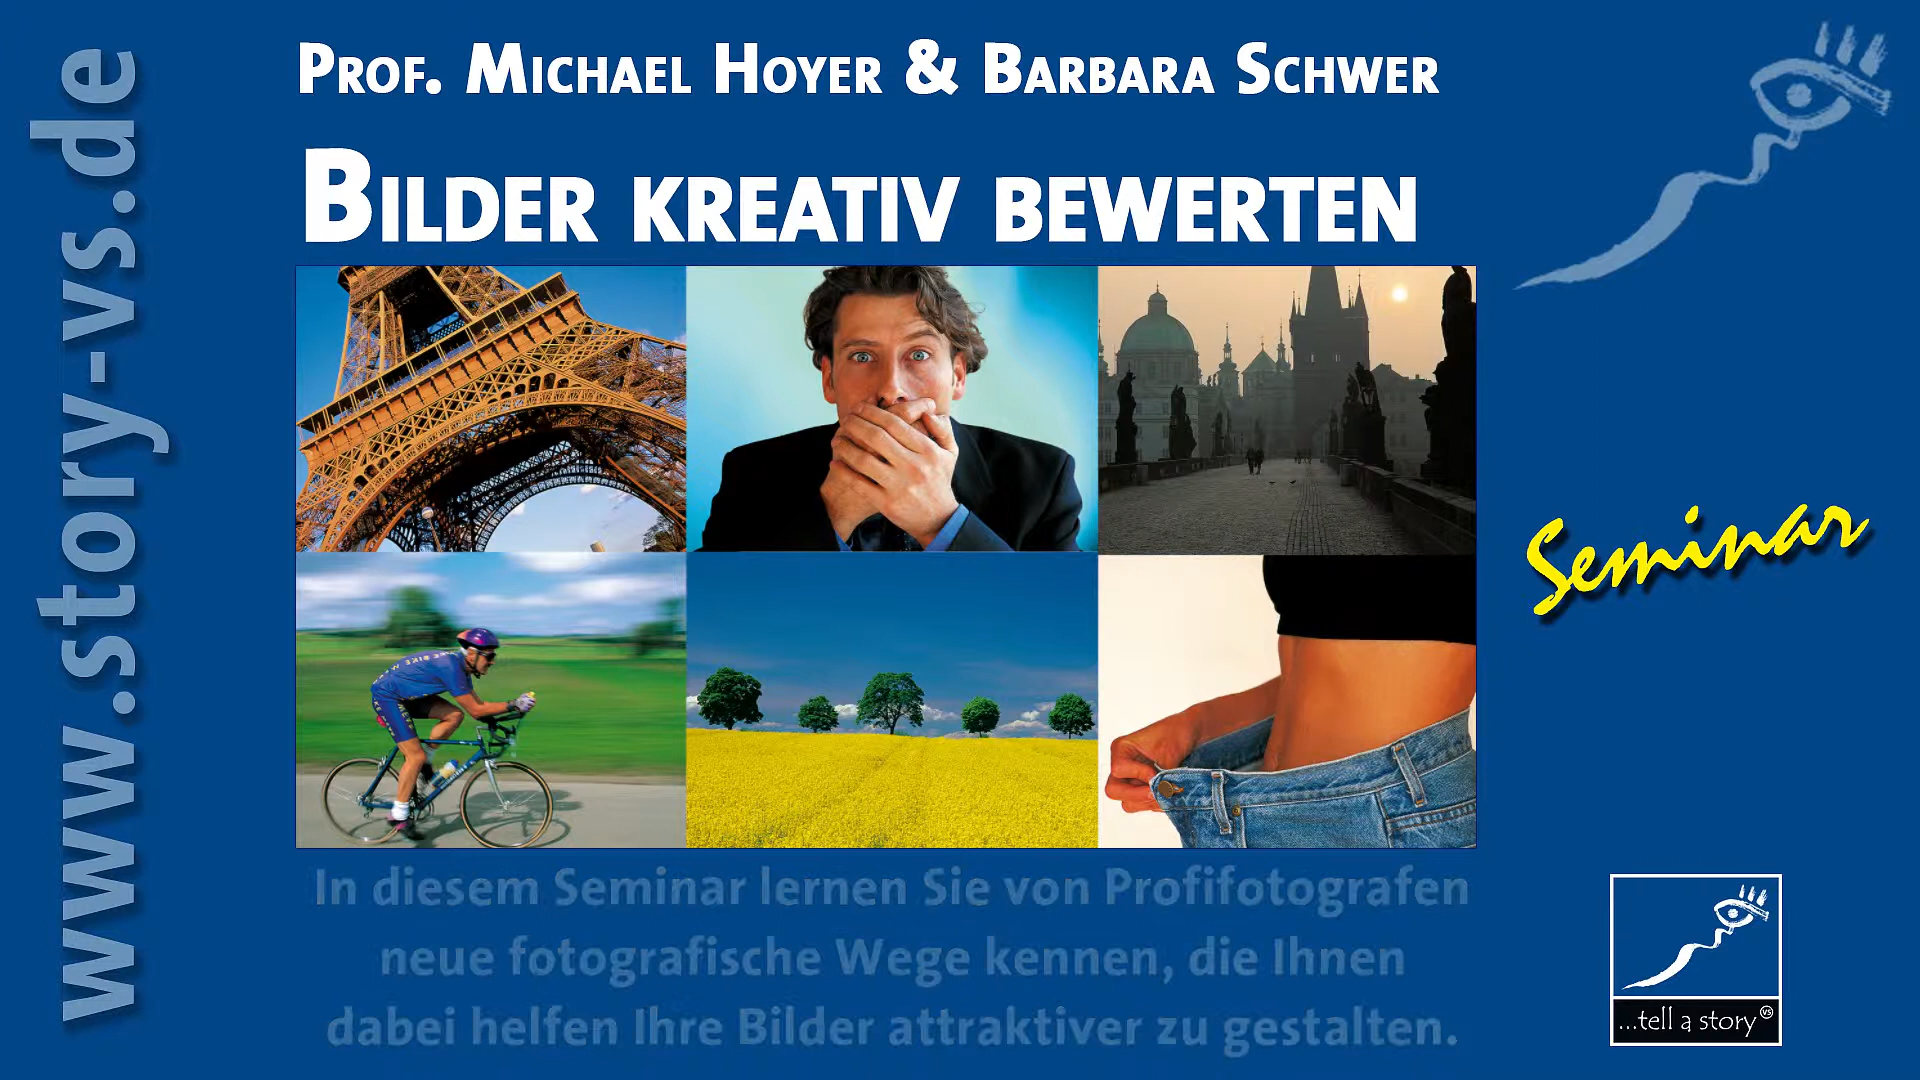 www.story-vs.de
PROF. MICHAEL HOYER & BARBARA SCHWER
BILDER KREATIV BEWERTEN
Seminar
In diesem Seminar lernen Sie von Profifotografen
neue fotografische Wege kennen, die Ihnen
dabei helfen Ihre Bilder attraktiver zu gestalten.
...tell a story VS